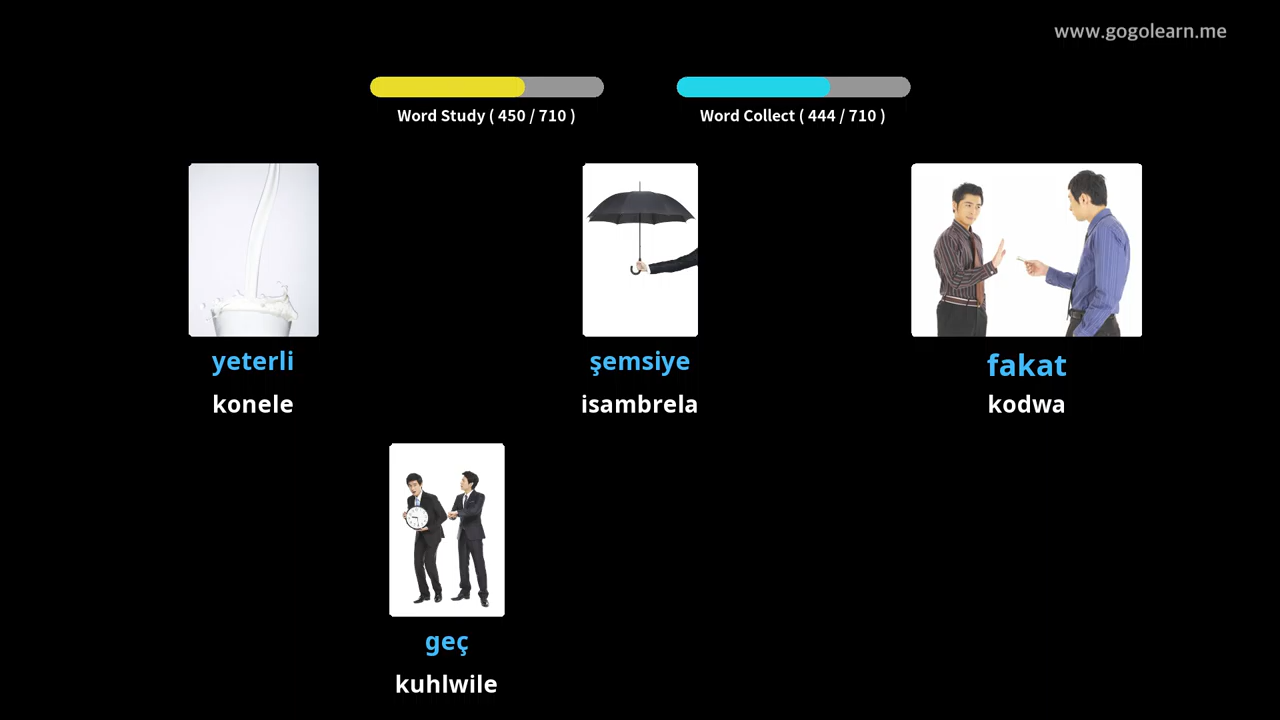 www.gogolearn.me
Word Study ( 450 / 710 )
Word Collect ( 444 / 710 )
yeterli
konele
şemsiye
isambrela
fakat
kodwa
geç
kuhlwile